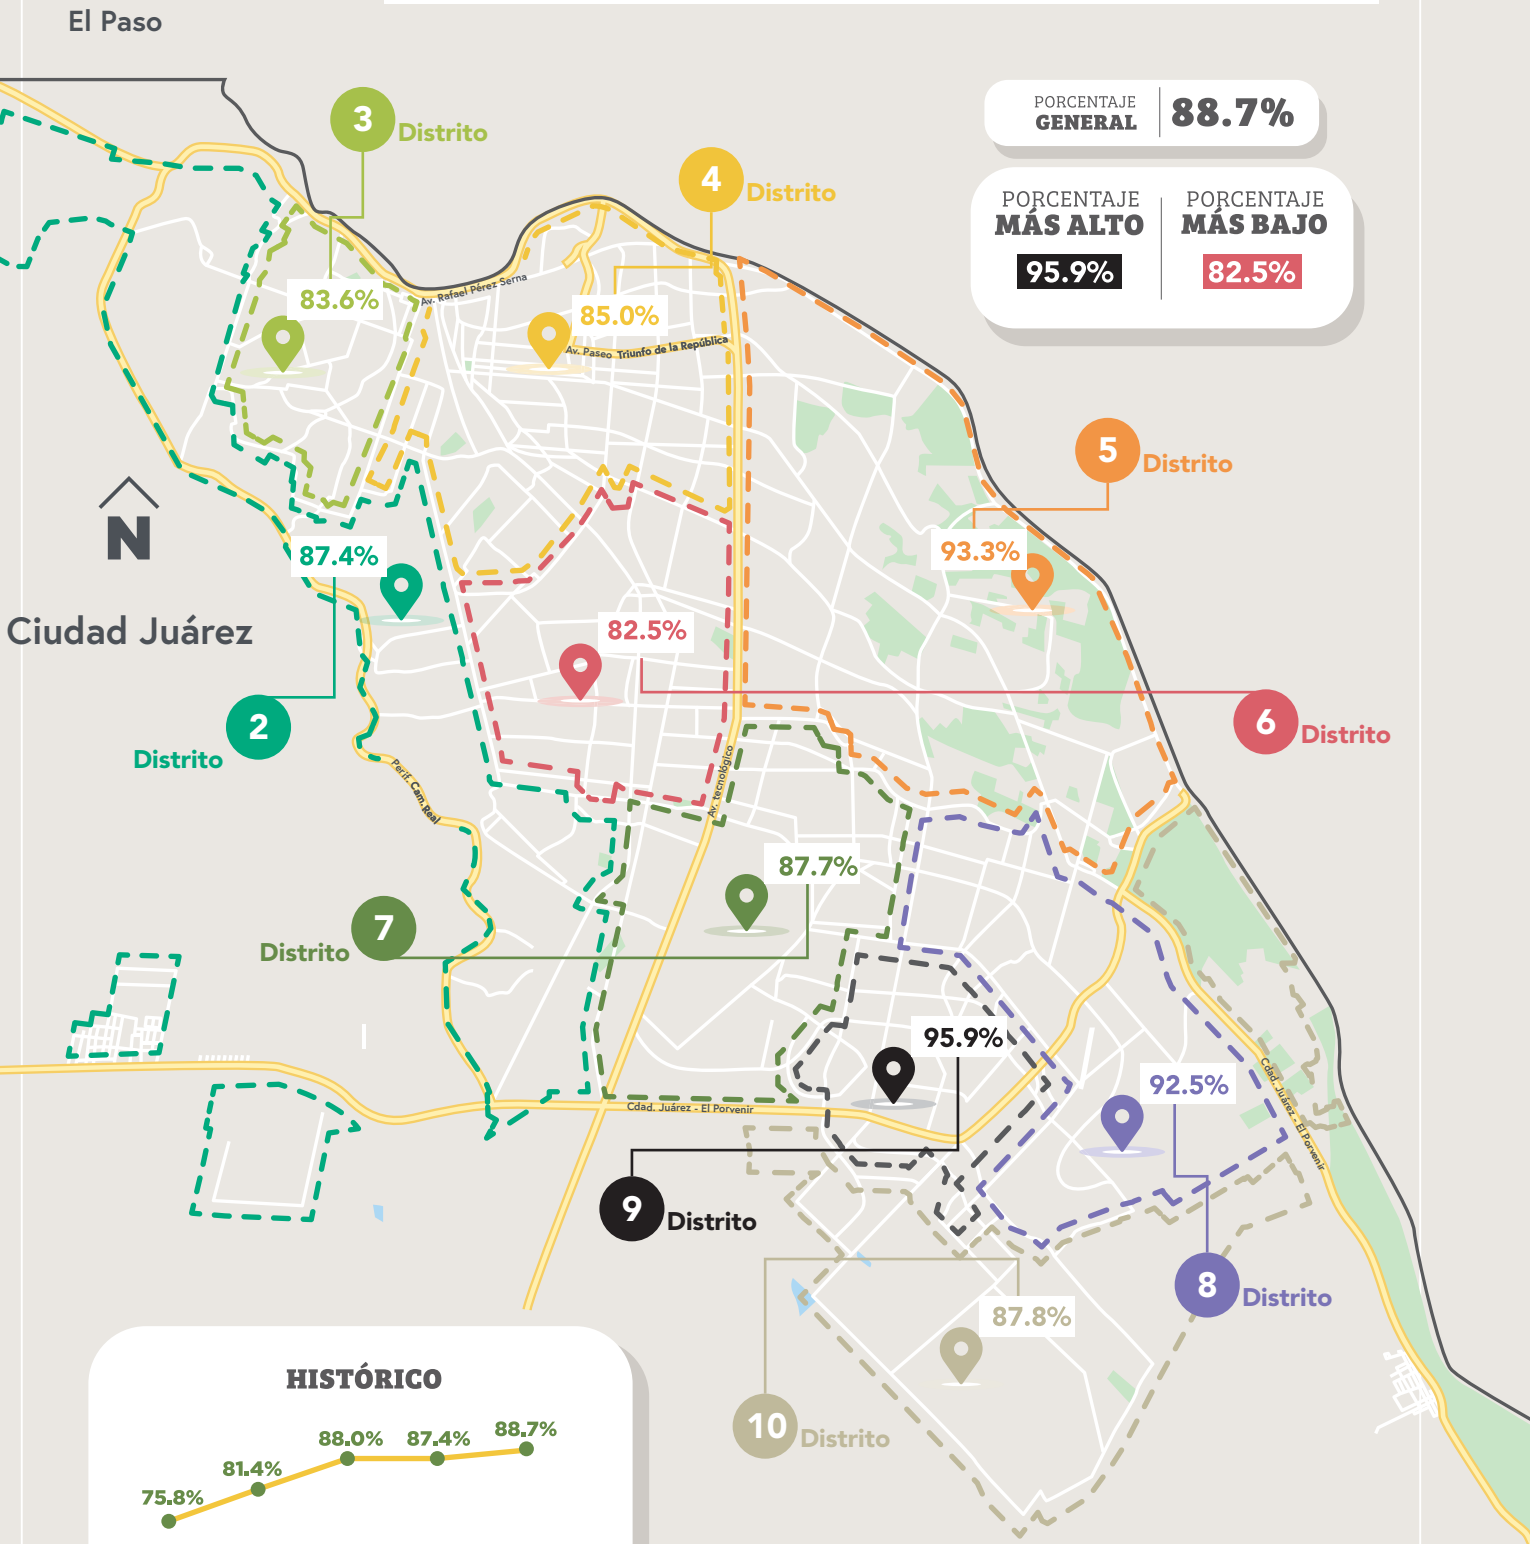 El Paso
3
Distrito
4
Distrito
PORCENTAJE
GENERAL
88.7%
PORCENTAJE
MÁS ALTO
95.9%
PORCENTAJE
MÁS BAJO
82.5%
83.6%
Av. Rafael Pérez Serna
85.0%
Av. Paseo Triunfo de la República
5
Distrito
N
93.3%
87.4%
Ciudad Juárez
82.5%
2
Distrito
6
Distrito
Perif. Cam. Real
Av. tecnológico
87.7%
7
Distrito
95.9%
92.5%
Cdad. Juárez - El Porvenir
Cdad. Juárez - El Porvenir
9
Distrito
8
Distrito
87.8%
10
Distrito
HISTÓRICO
75.8%
81.4%
88.0%
87.4%
88.7%